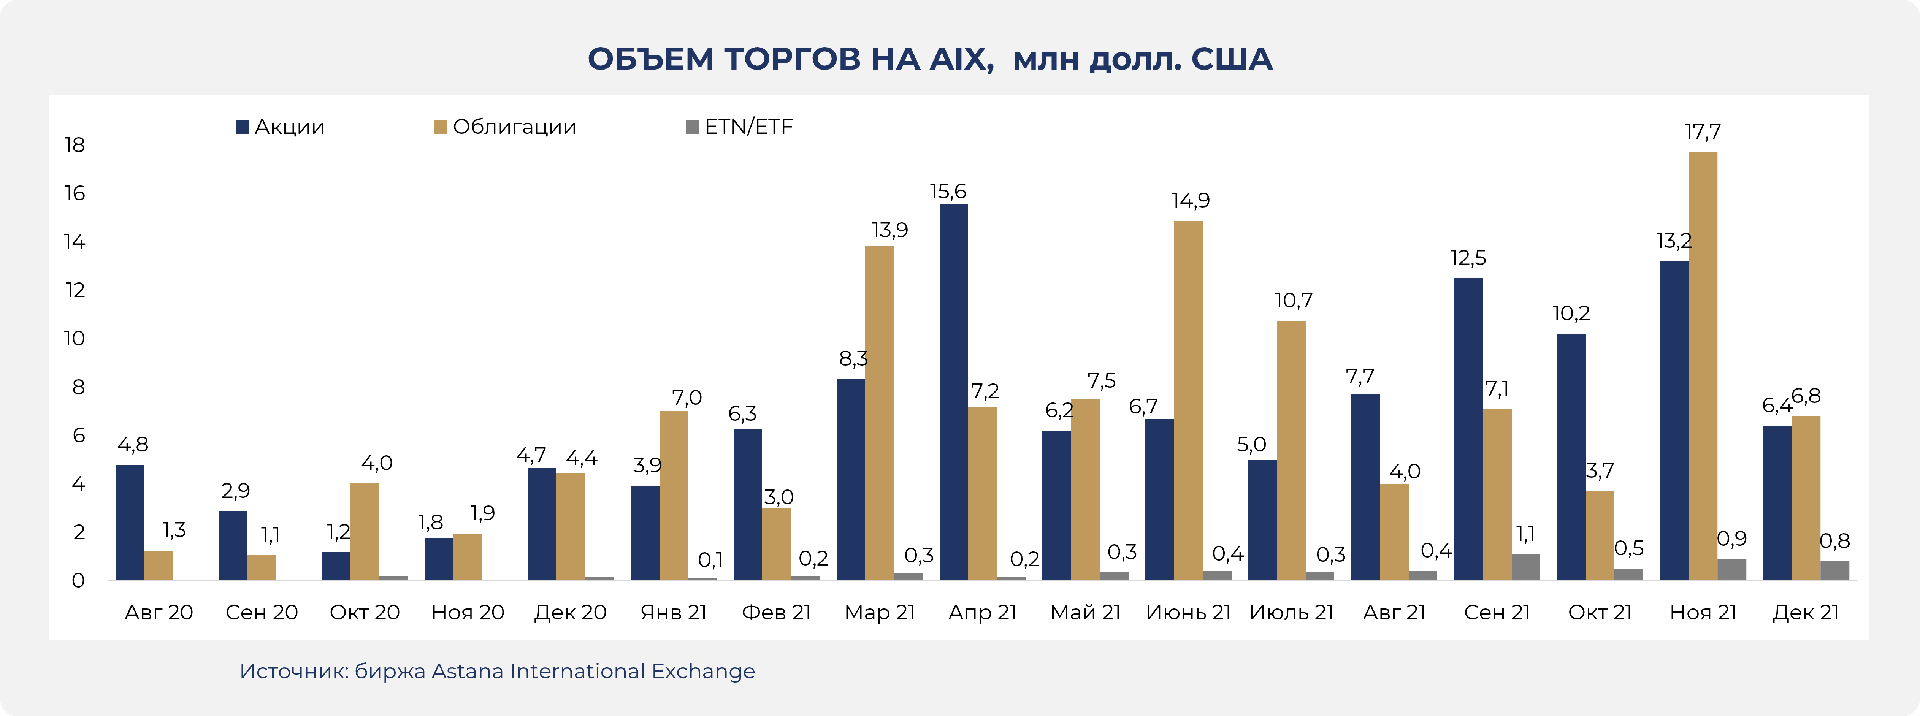 ОБЪЕМ ТОРГОВ НА AIX, млн долл. США
Акции Облигации ETN/ETF
18
16
14
12
10
8
6
4
2
0
4,8 1,3
2,9 1,1
1,2 4,0
1,8 1,9
4,7 4,4
3,9 7,0 0,1
6,3 3,0 0,2
8,3 13,9 0,3
15,6 7,2 0,2
6,2 7,5 0,3
6,7 14,9 0,4
5,0 10,7 0,3
7,7 4,0 0,4
12,5 7,1 1,1
10,2 3,7 0,5
13,2 17,7 0,9
6,4 6,8 0,8
Авг 20 Сен 20 Окт 20 Ноя 20 Дек 20 Янв 21 Фев 21 Мар 21 Апр 21 Май 21 Июнь 21 Июль 21 Авг 21 Сен 21 Окт 21 Ноя 21 Дек 21
Источник: биржа Astana International Exchange